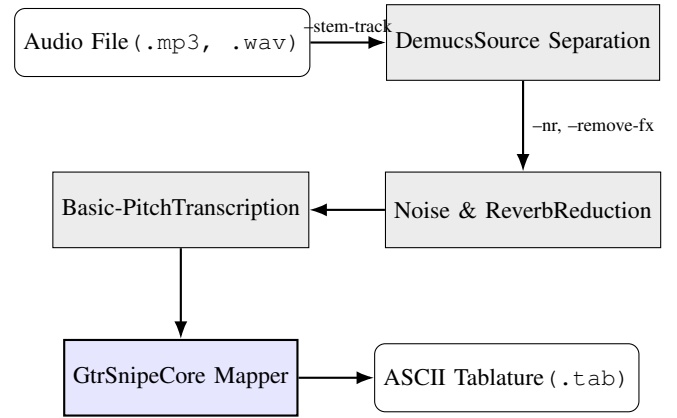 Audio File(.mp3, .wav)
–stem-track
DemucsSource Separation
–nr, –remove-fx
Basic-PitchTranscription
Noise & ReverbReduction
GtrSnipeCore Mapper
ASCII Tablature(.tab)